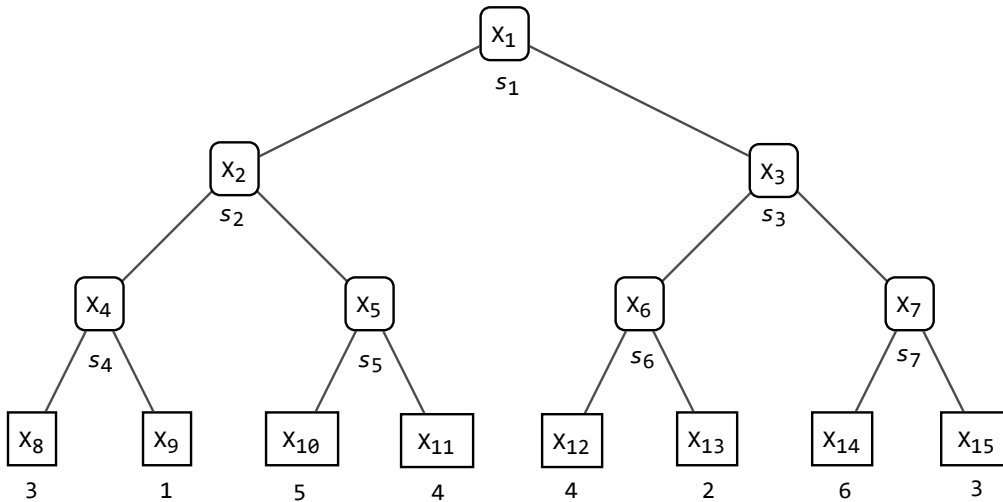 X₁
s₁
X₂ X₃
s₂ s₃
X₄ X₅ X₆ X₇
s₄ s₅ s₆ s₇
X₈ X₉ X₁₀ X₁₁ X₁₂ X₁₃ X₁₄ X₁₅
3 1 5 4 4 2 6 3